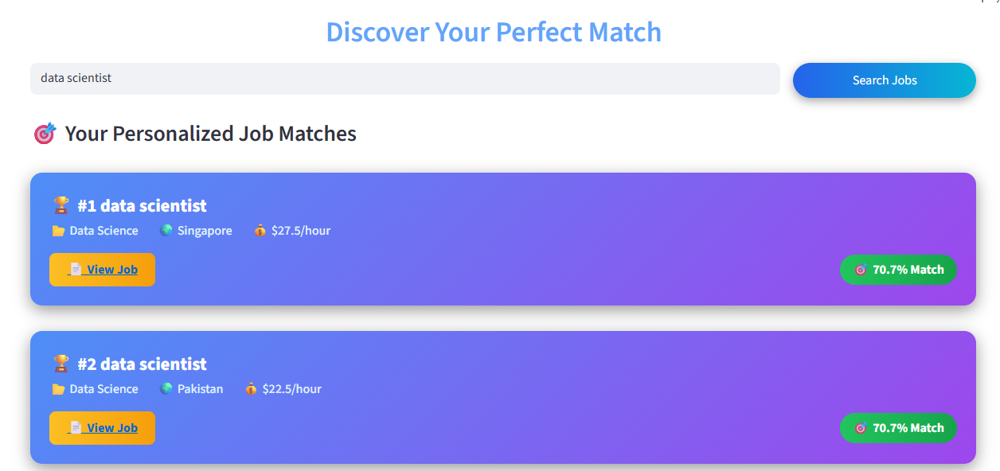 Discover Your Perfect Match
data scientist
Search Jobs
🎯 Your Personalized Job Matches
🏆 #1 data scientist
📁 Data Science 🌍 Singapore 💰 $27.5/hour
📄 View Job
🎯 70.7% Match
🏆 #2 data scientist
📁 Data Science 🌍 Pakistan 💰 $22.5/hour
📄 View Job
🎯 70.7% Match